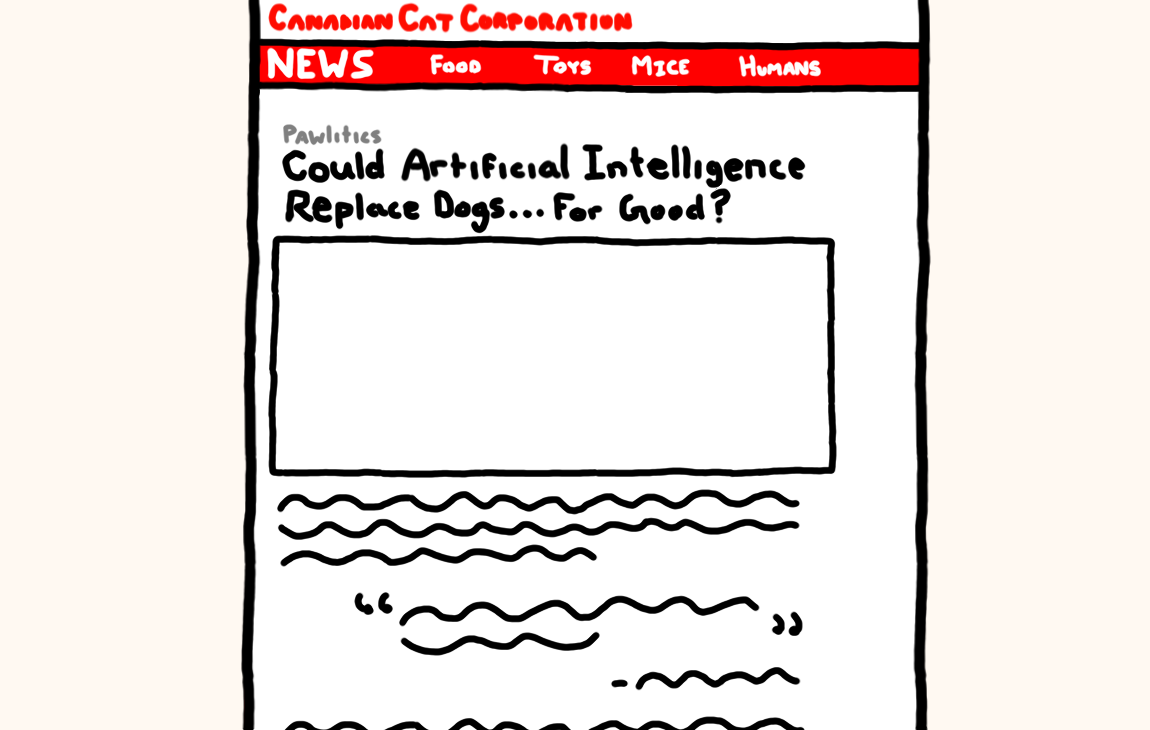 Canadian Cat Corporation
NEWS Food Toys Mice Humans
Pawlitics
Could Artificial Intelligence
Replace Dogs... For Good?
“ ”
-